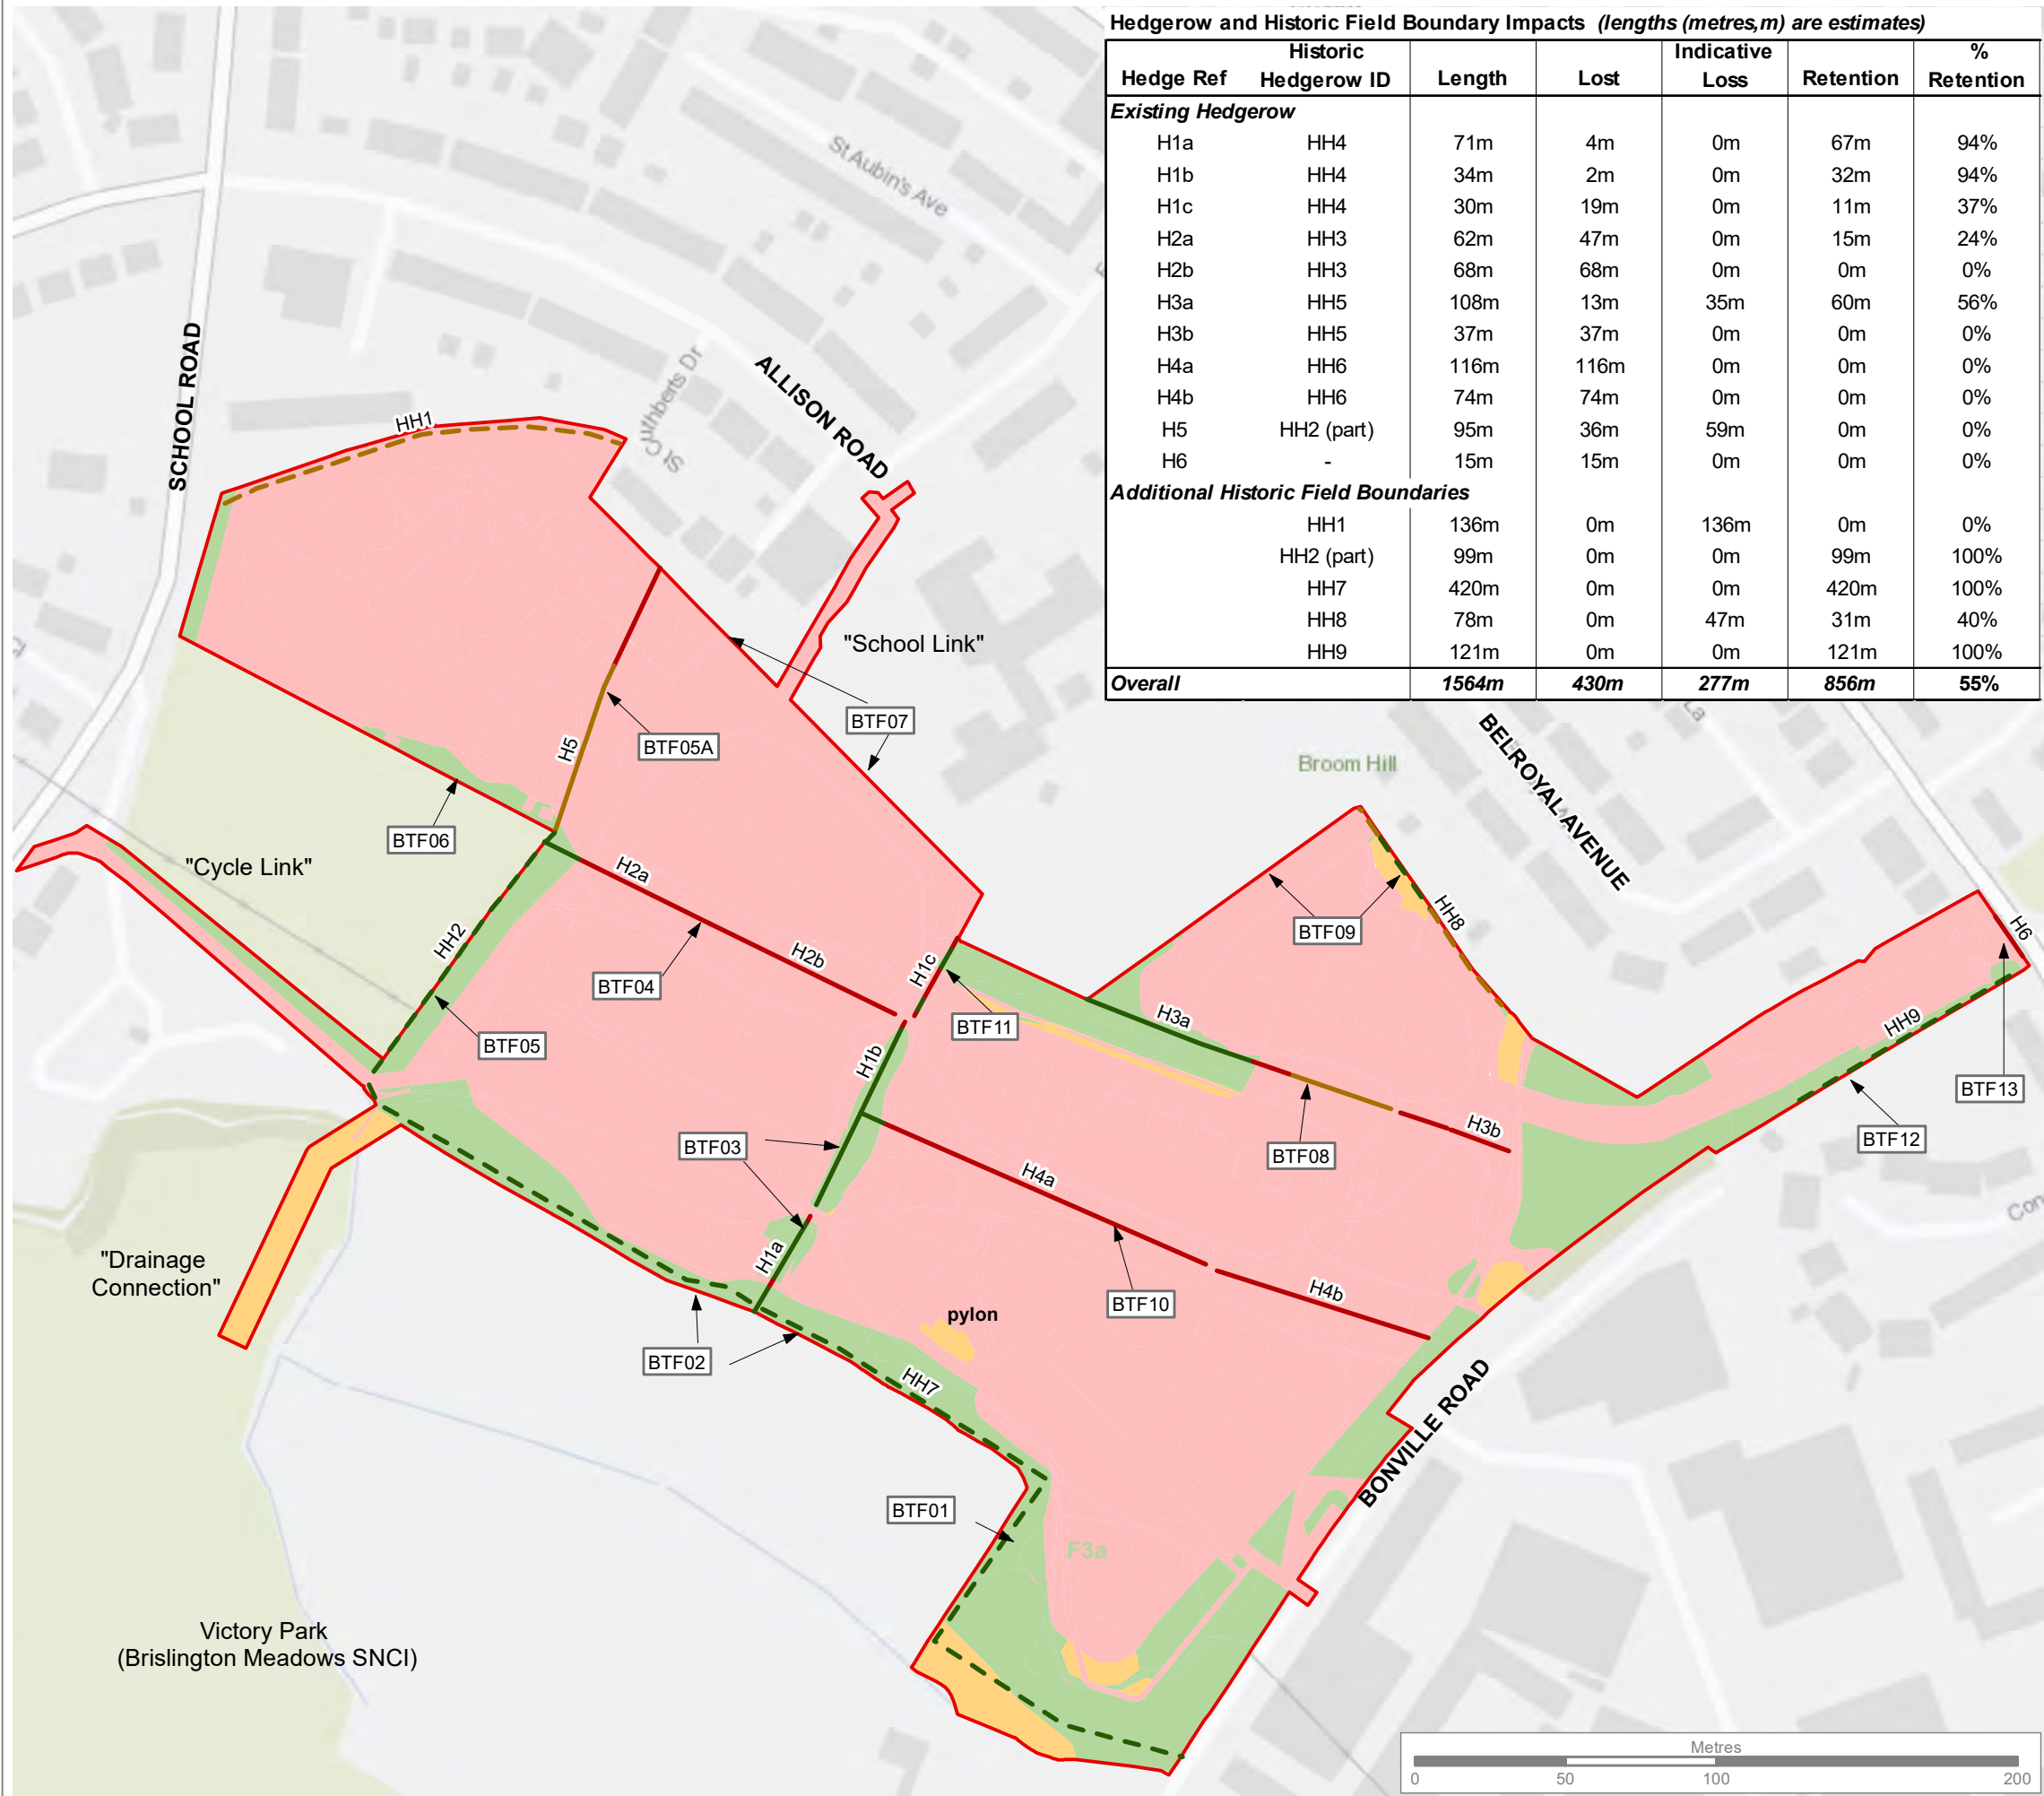 Hedgerow and Historic Field Boundary Impacts (lengths (metres,m) are estimates)
Hedge Ref Historic Hedgerow ID Length Lost Indicative Loss Retention % Retention
Existing Hedgerow
H1a HH4 71m 4m 0m 67m 94%
H1b HH4 34m 2m 0m 32m 94%
H1c HH4 30m 19m 0m 11m 37%
H2a HH3 62m 47m 0m 15m 24%
H2b HH3 68m 68m 0m 0m 0%
H3a HH5 108m 13m 35m 60m 56%
H3b HH5 37m 37m 0m 0m 0%
H4a HH6 116m 116m 0m 0m 0%
H4b HH6 74m 74m 0m 0m 0%
H5 HH2 (part) 95m 36m 59m 0m 0%
H6 - 15m 15m 0m 0m 0%
Additional Historic Field Boundaries
HH1 136m 0m 136m 0m 0%
HH2 (part) 99m 0m 0m 99m 100%
HH7 420m 0m 0m 420m 100%
HH8 78m 0m 47m 31m 40%
HH9 121m 0m 0m 121m 100%
Overall 1564m 430m 277m 856m 55%
St Aubin's Ave
SCHOOL ROAD
St Cuthberts Dr
ALLISON ROAD
HH1
"School Link"
BTF07
BTF05A
H5
BTF06
Broom Hill
BELROYAL AVENUE
La
"Cycle Link"
H2a
H2b
BTF04
HH2
BTF05
H1c
BTF11
BTF09
HH8
H6
H3a
HH9
BTF13
H1b
BTF12
H3b
BTF08
BTF03
H4a
H1a
"Drainage
Connection"
H4b
BTF10
pylon
BTF02
HH7
BONVILLE ROAD
BTF01
F3a
Victory Park
(Brislington Meadows SNCI)
Metres
0 50 100 200